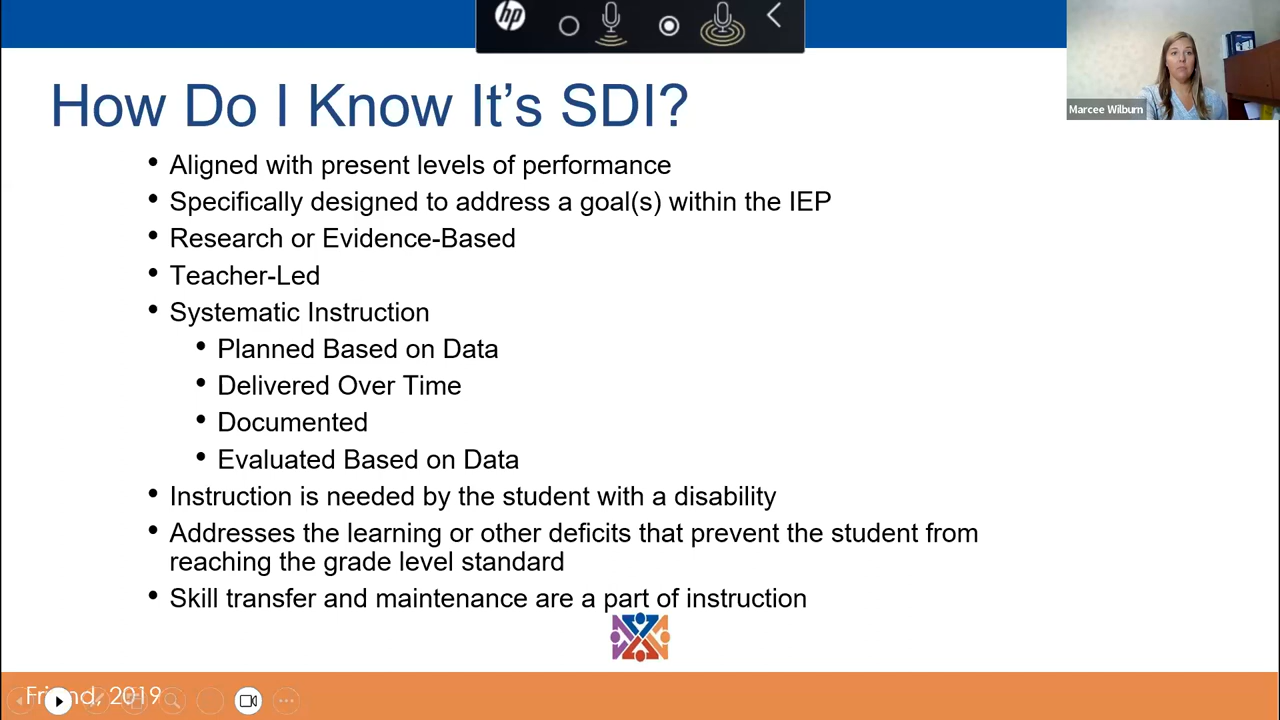 hp
Marcee Wilburn
How Do I Know It's SDI?
• Aligned with present levels of performance
• Specifically designed to address a goal(s) within the IEP
• Research or Evidence-Based
• Teacher-Led
• Systematic Instruction
• Planned Based on Data
• Delivered Over Time
• Documented
• Evaluated Based on Data
• Instruction is needed by the student with a disability
• Addresses the learning or other deficits that prevent the student from
reaching the grade level standard
• Skill transfer and maintenance are a part of instruction
Friend, 2019